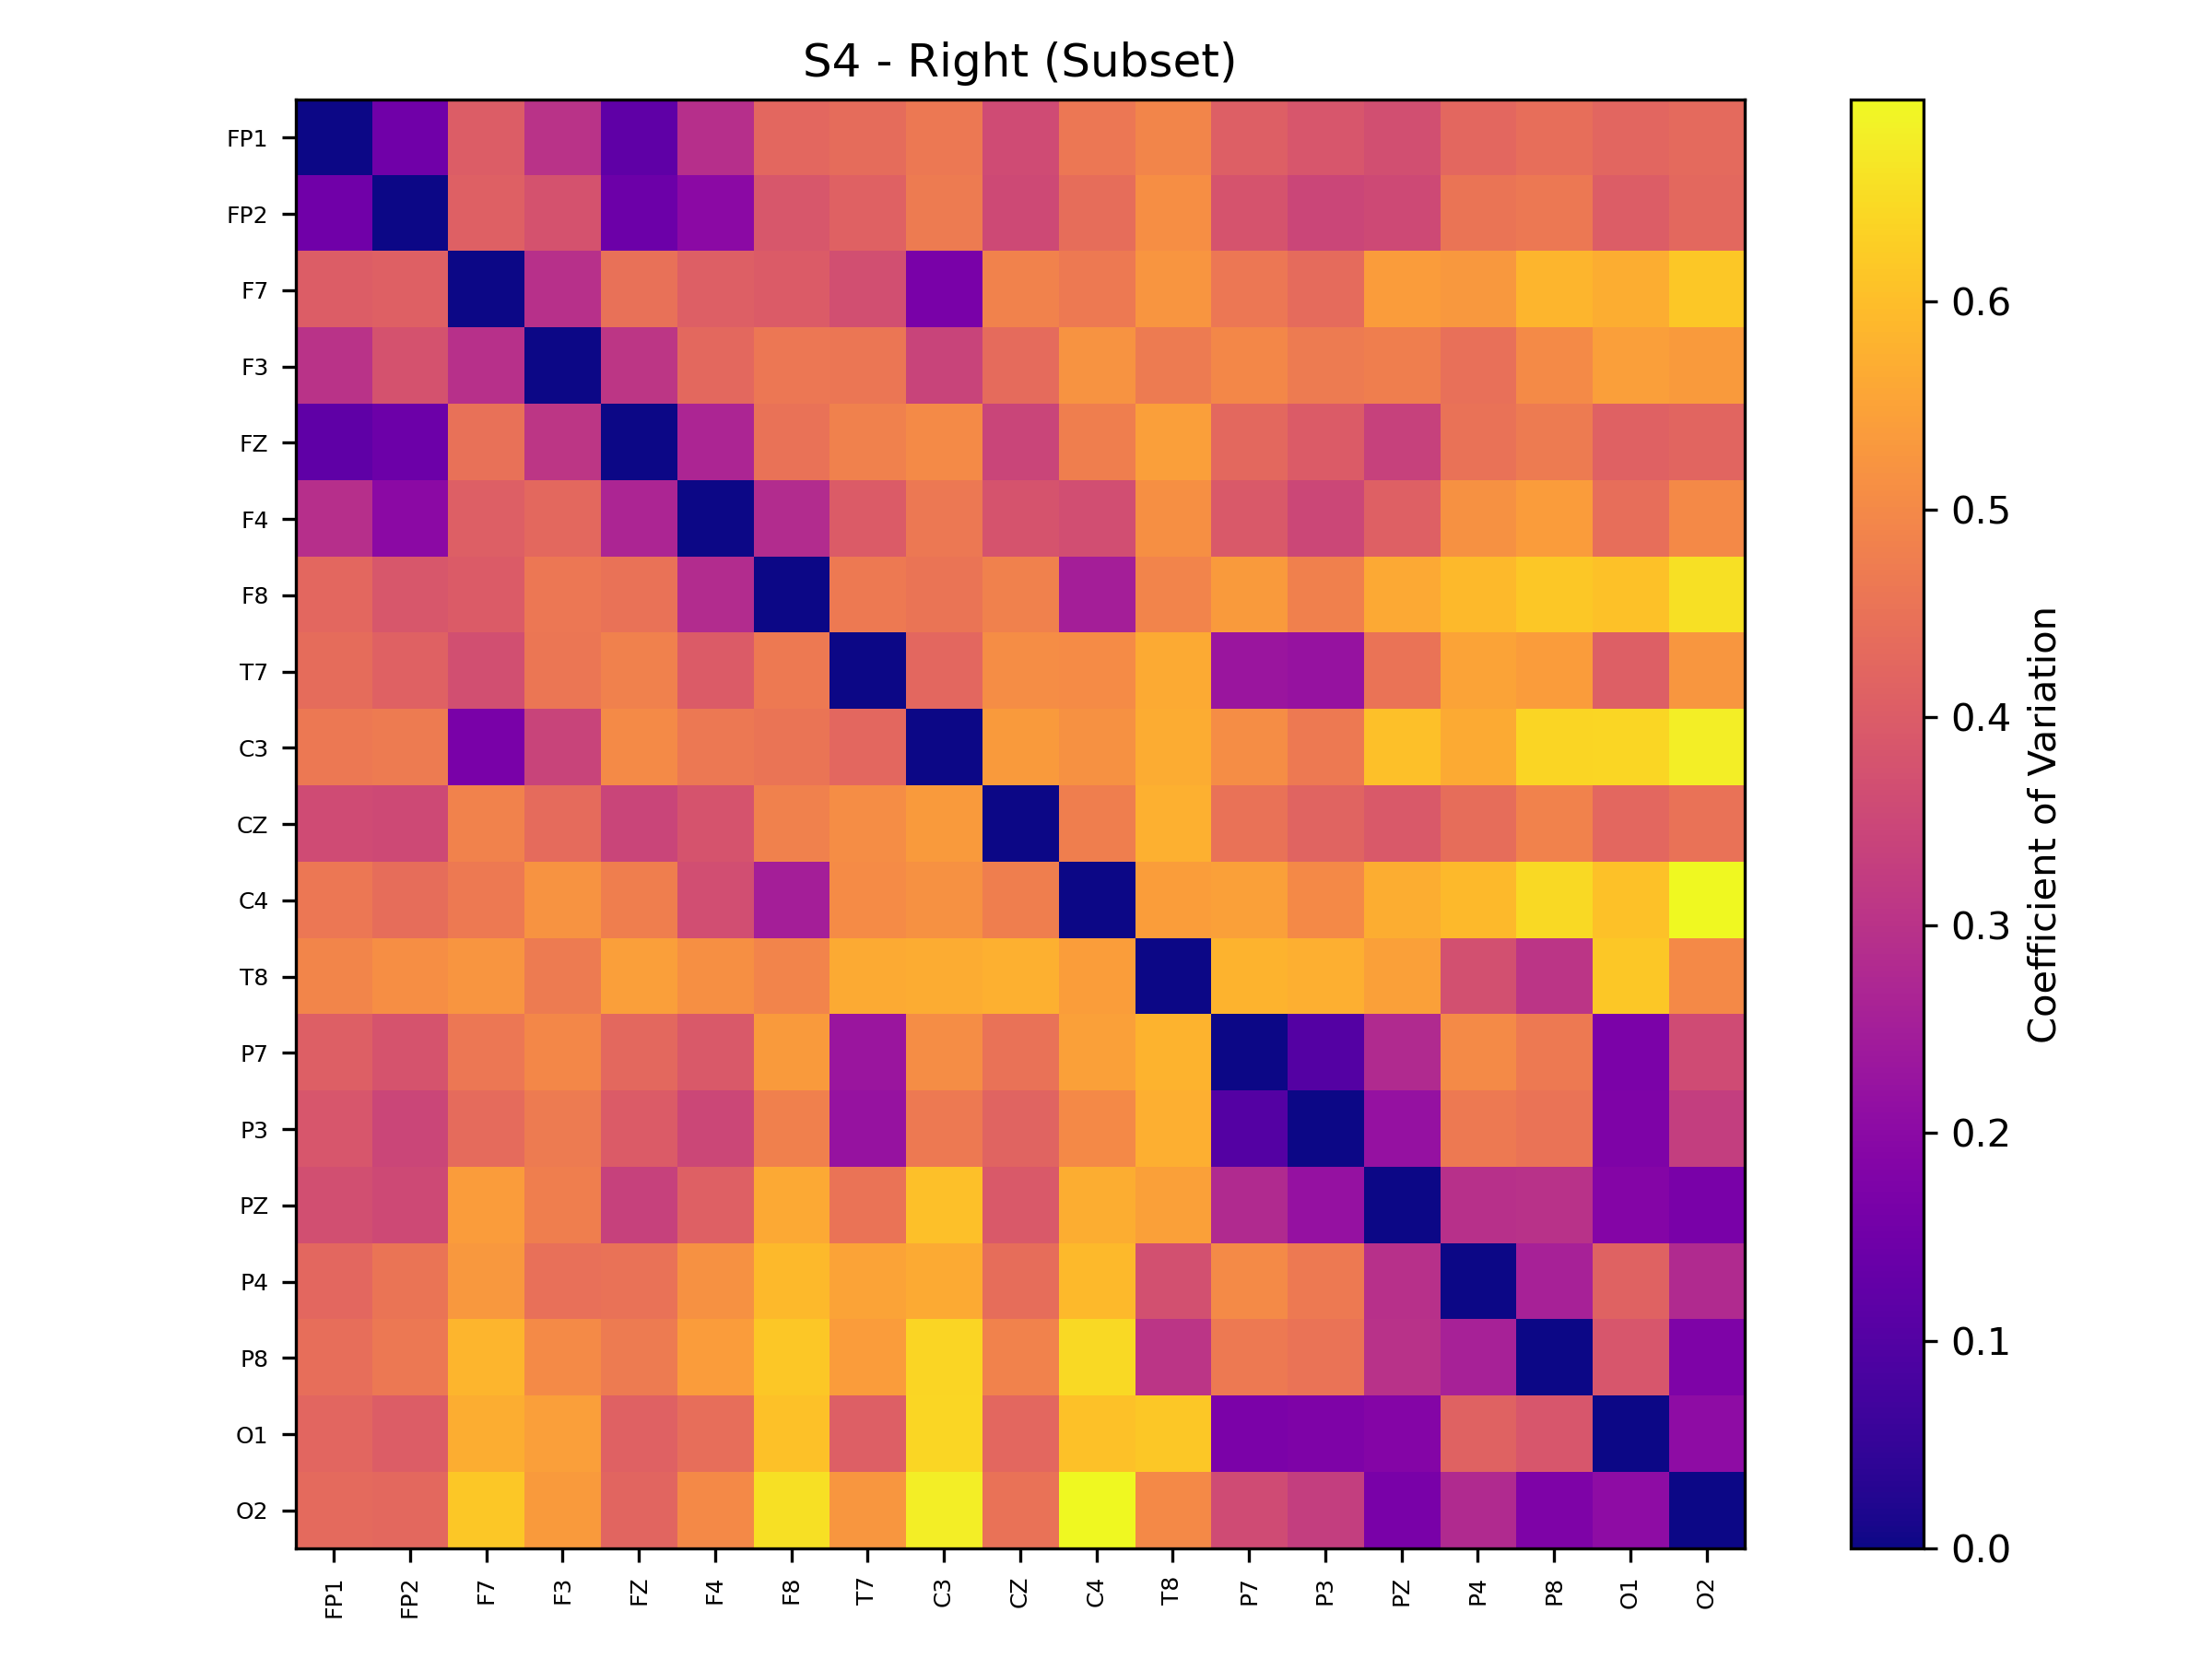 S4 - Right (Subset)
FP1
FP2
F7
F3
FZ
F4
F8
T7
C3
CZ
C4
T8
P7
P3
PZ
P4
P8
O1
O2
FP1 FP2 F7 F3 FZ F4 F8 T7 C3 CZ C4 T8 P7 P3 PZ P4 P8 O1 O2
0.6
0.5
0.4
0.3
0.2
0.1
0.0
Coefficient of Variation